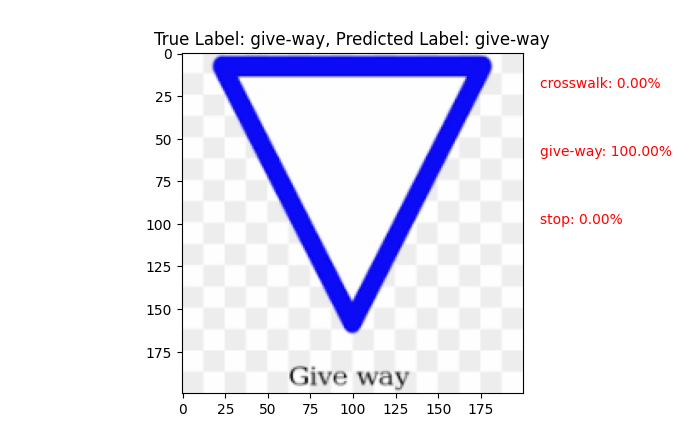 True Label: give-way, Predicted Label: give-way
0
25
50
75
100
125
150
175
0 25 50 75 100 125 150 175
Give way
crosswalk: 0.00%
give-way: 100.00%
stop: 0.00%